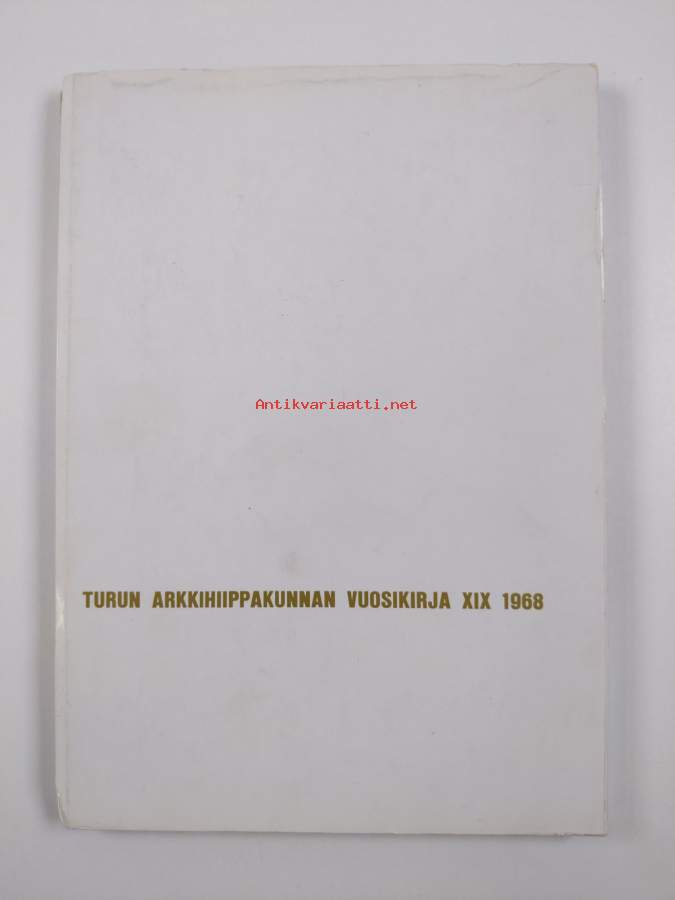 Antikvariaatti.net
TURUN ARKKIHIIPPAKUNNAN VUOSIKIRJA XIX 1968